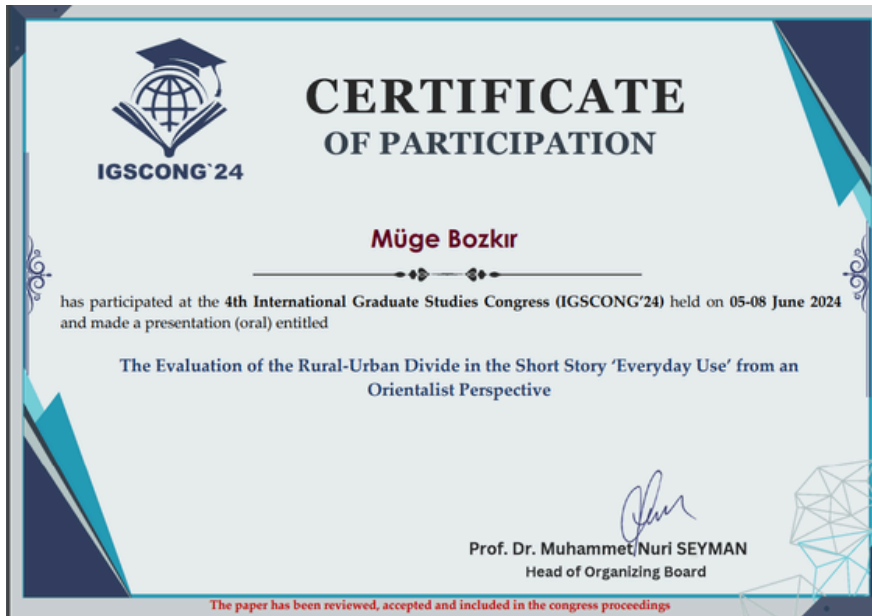 IGSCONG`24
CERTIFICATE
OF PARTICIPATION
Müge Bozkır
has participated at the 4th International Graduate Studies Congress (IGSCONG’24) held on 05-08 June 2024
and made a presentation (oral) entitled
The Evaluation of the Rural-Urban Divide in the Short Story ‘Everyday Use’ from an
Orientalist Perspective
Prof. Dr. Muhammet Nuri SEYMAN
Head of Organizing Board
The paper has been reviewed, accepted and included in the congress proceedings